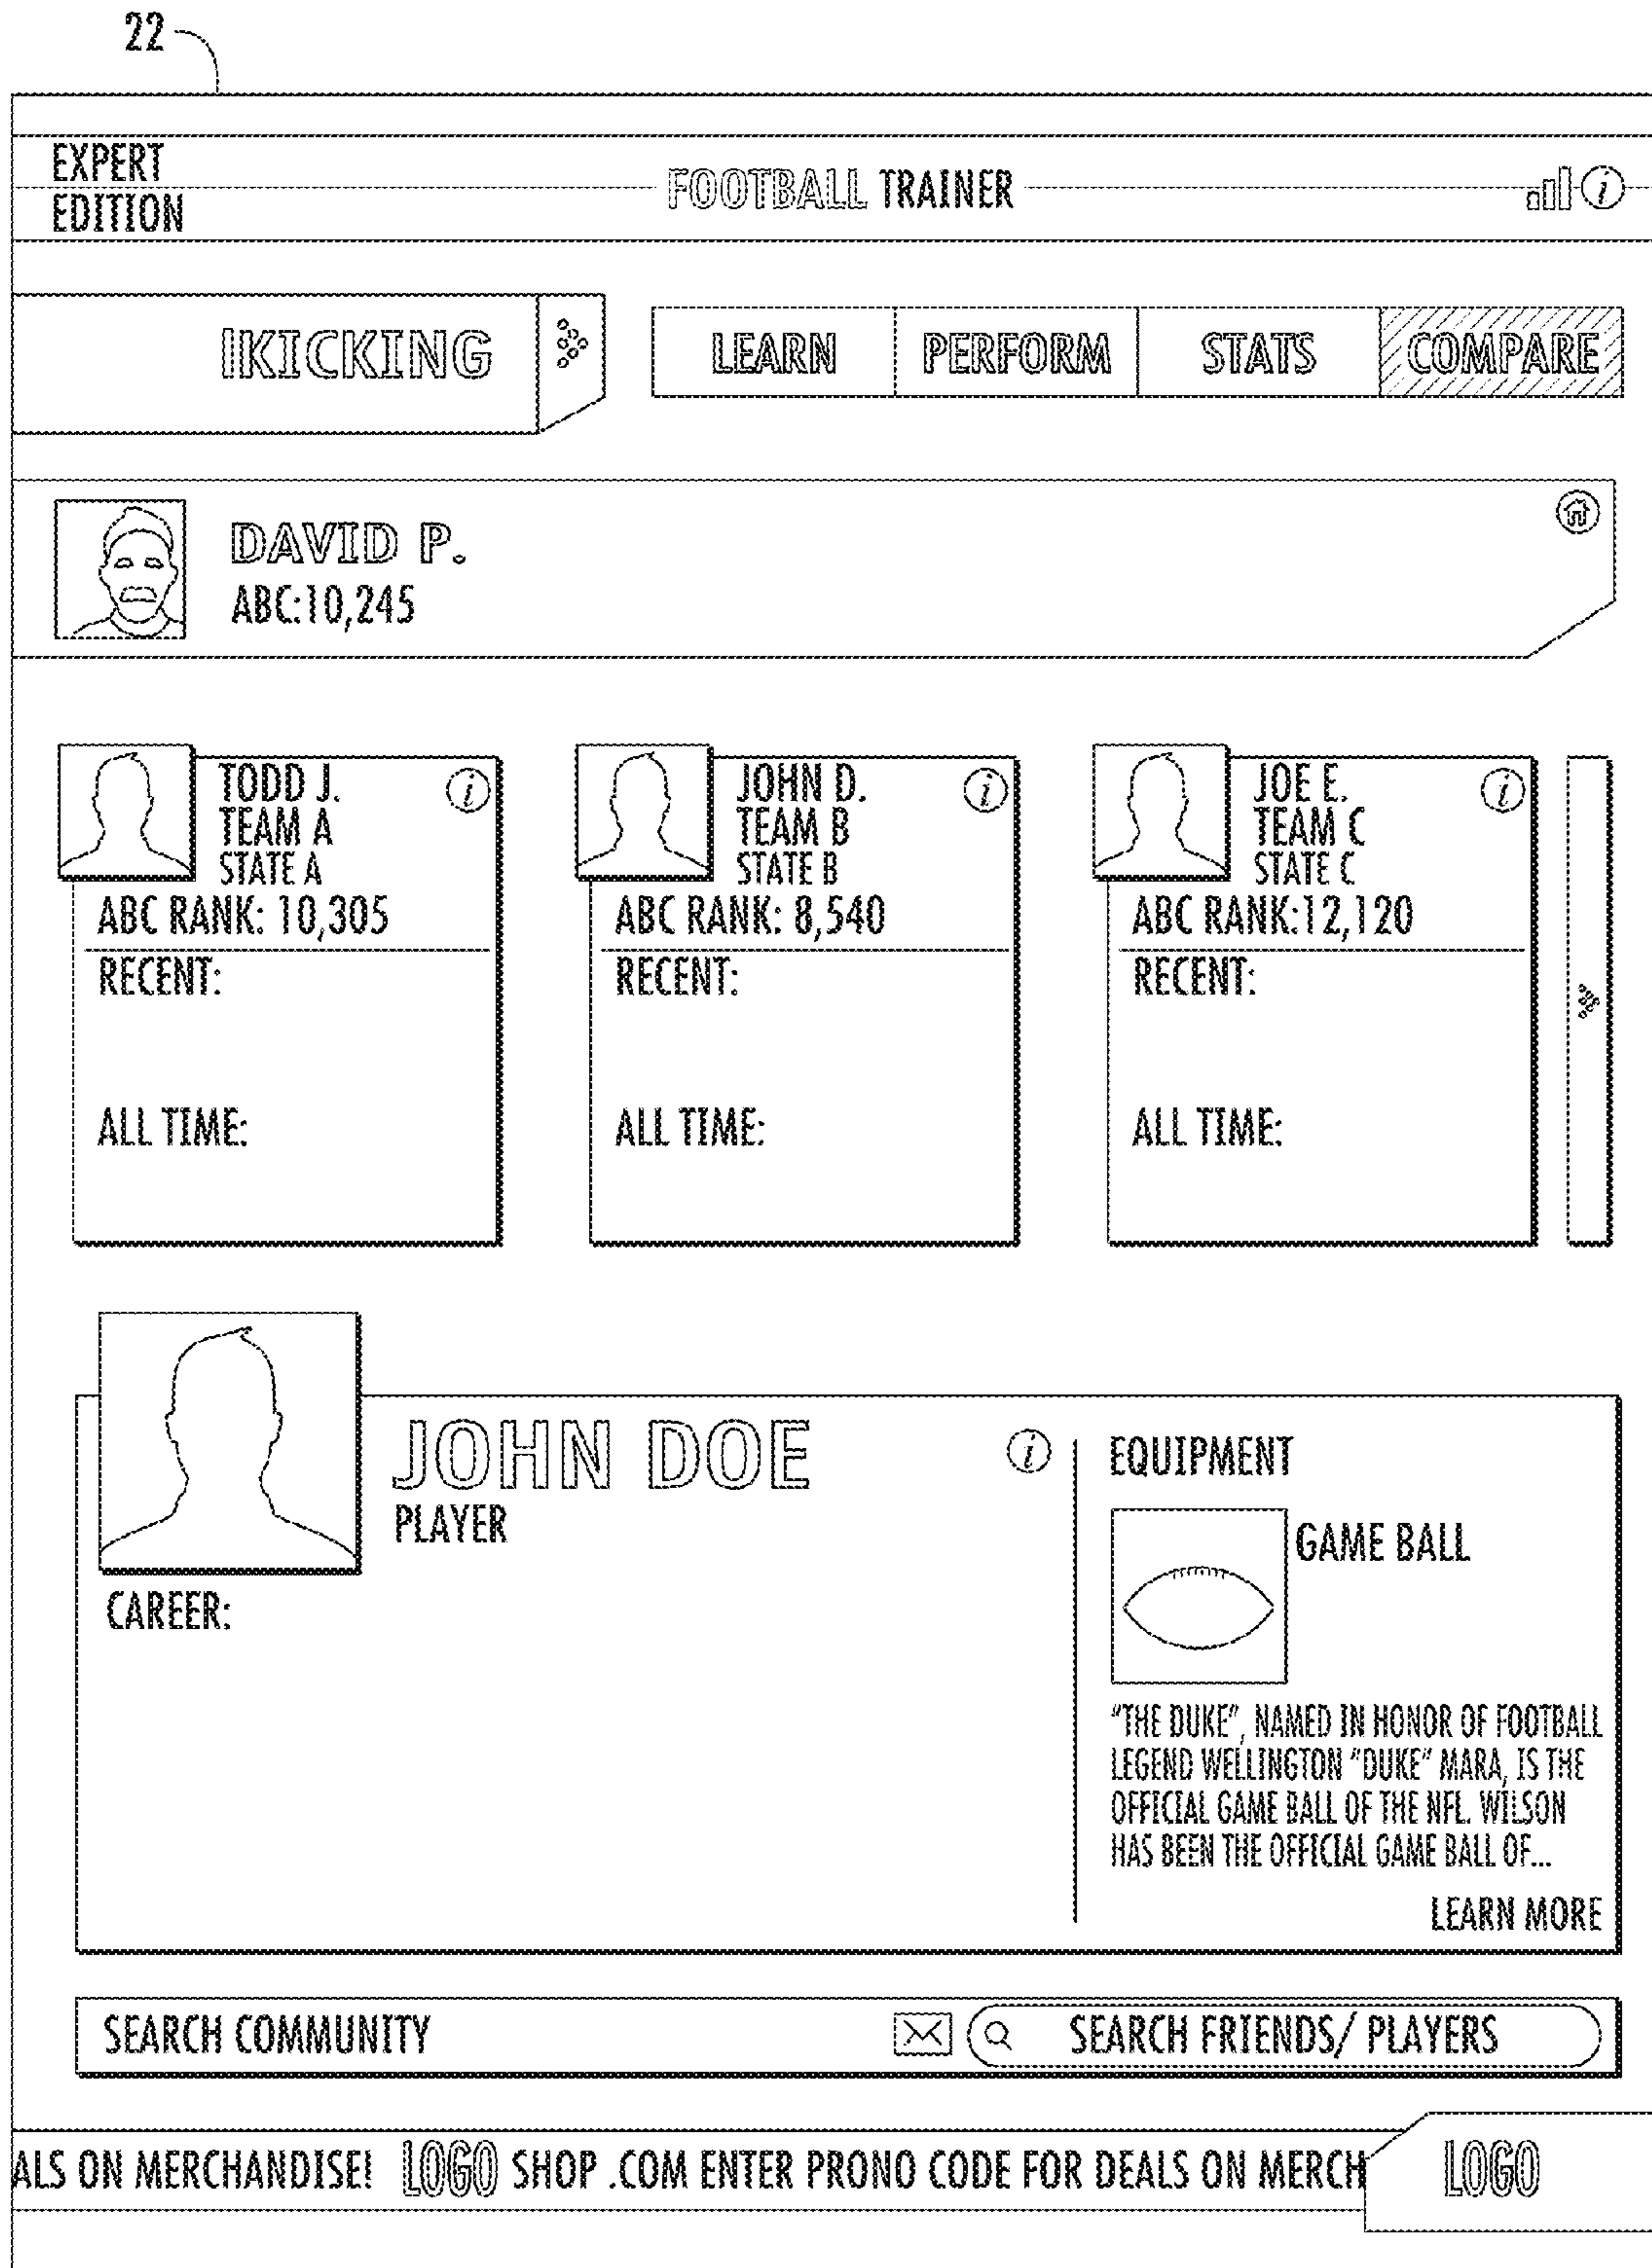 22
EXPERT
EDITION
FOOTBALL TRAINER
KICKING
LEARN
PERFORM
STATS
COMPARE
DAVID P.
ABC:10,245
TODD J.
TEAM A
STATE A
ABC RANK: 10,305
RECENT:
ALL TIME:
JOHN D.
TEAM B
STATE B
ABC RANK: 8,540
RECENT:
ALL TIME:
JOE E.
TEAM C
STATE C
ABC RANK:12,120
RECENT:
ALL TIME:
JOHN DOE
PLAYER
CAREER:
EQUIPMENT
GAME BALL
"THE DUKE", NAMED IN HONOR OF FOOTBALL
LEGEND WELLINGTON "DUKE" MARA, IS THE
OFFICIAL GAME BALL OF THE NFL. WILSON
HAS BEEN THE OFFICIAL GAME BALL OF...
LEARN MORE
SEARCH COMMUNITY
SEARCH FRIENDS/ PLAYERS
ALS ON MERCHANDISE! LOGO SHOP .COM ENTER PRONO CODE FOR DEALS ON MERCH
LOGO